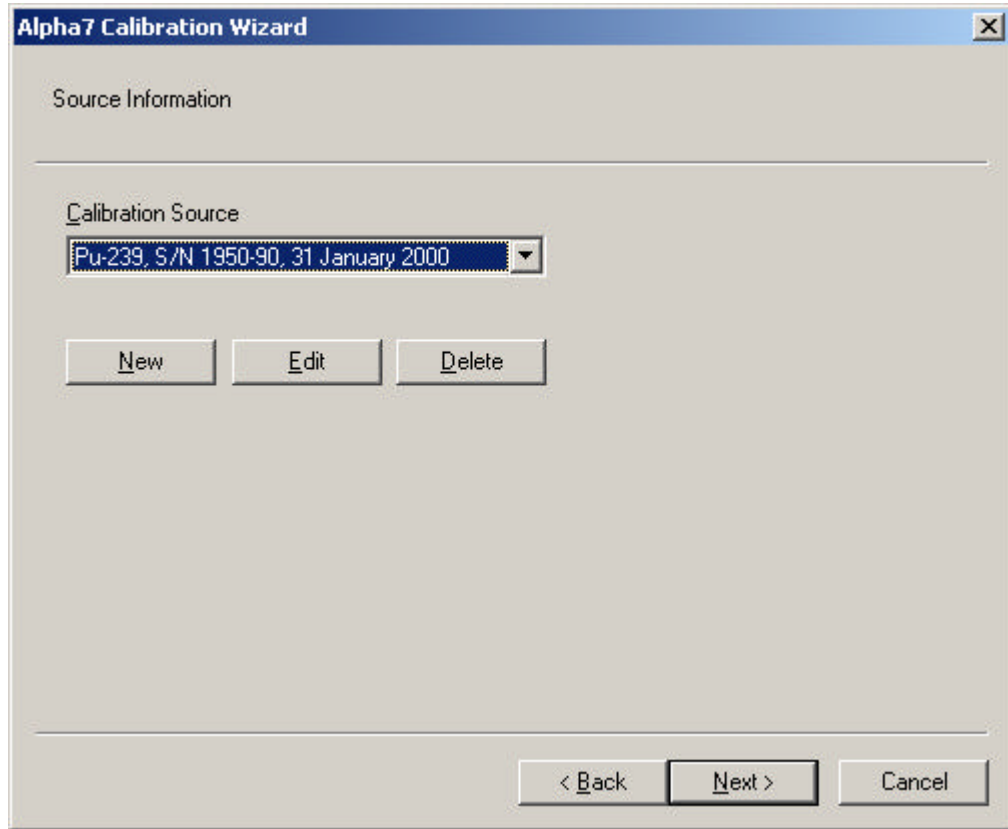 Alpha7 Calibration Wizard
Source Information
Calibration Source
Pu-239, S/N 1950-90, 31 January 2000
New Edit Delete
< Back Next > Cancel